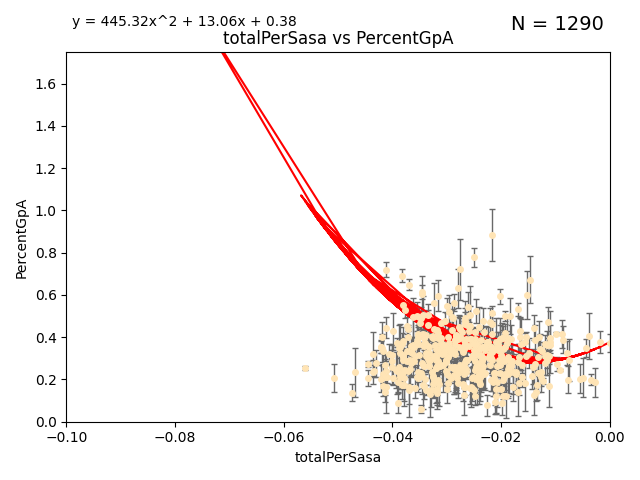 y = 445.32x^2 + 13.06x + 0.38
N = 1290
totalPerSasa vs PercentGpA
1.6
1.4
1.2
1.0
0.8
0.6
0.4
0.2
0.0
PercentGpA
−0.10 −0.08 −0.06 −0.04 −0.02 0.00
totalPerSasa